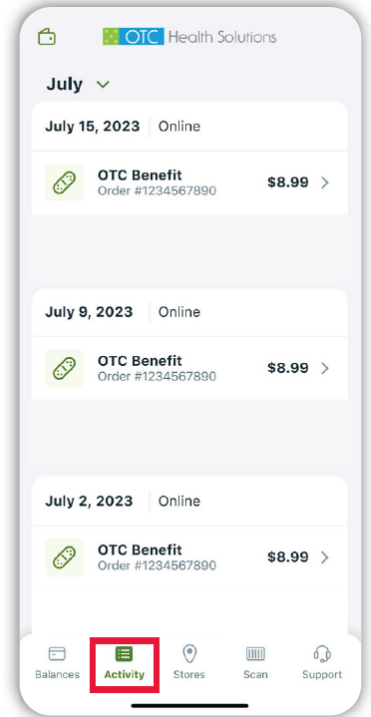 OTC Health Solutions
July
July 15, 2023 Online
OTC Benefit
Order #1234567890
$8.99
July 9, 2023 Online
OTC Benefit
Order #1234567890
$8.99
July 2, 2023 Online
OTC Benefit
Order #1234567890
$8.99
Balances Activity Stores Scan Support